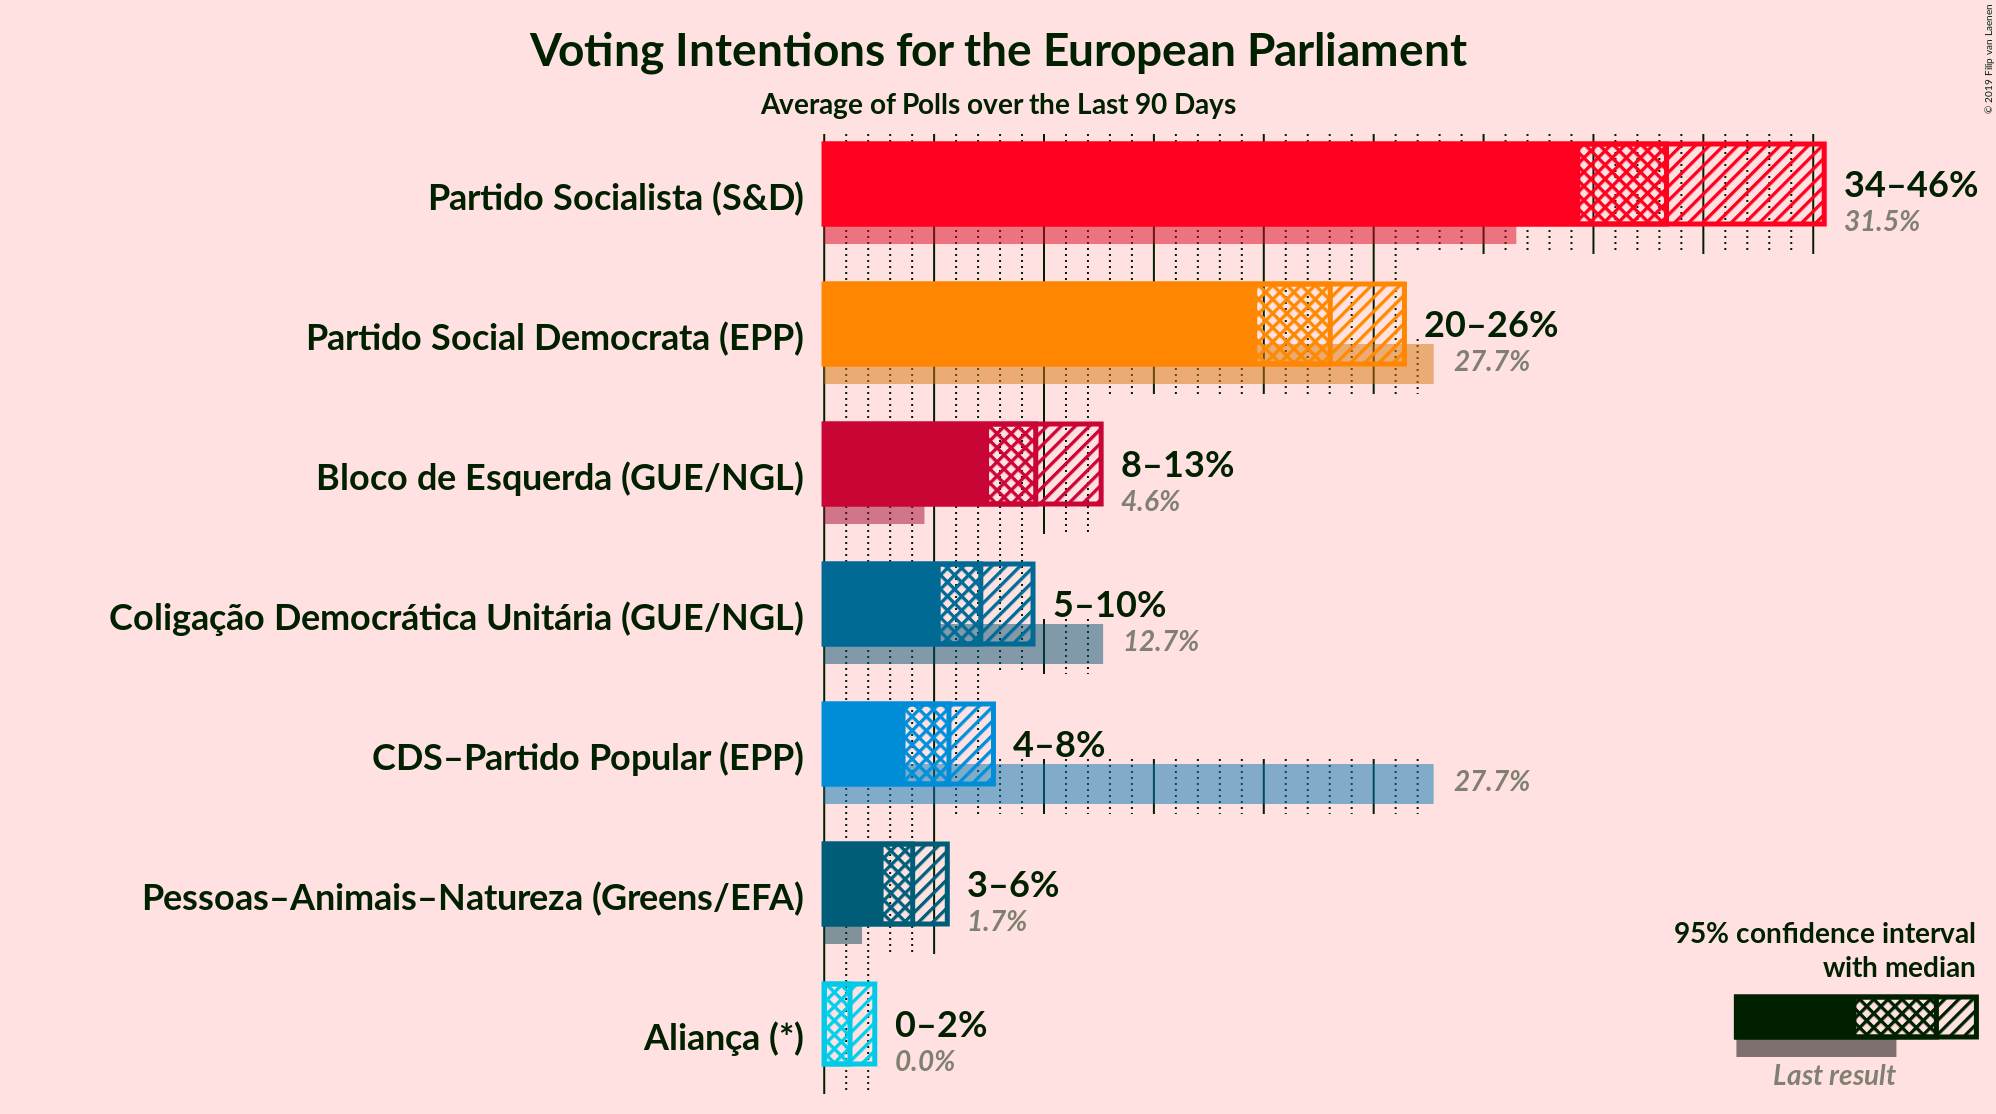 Voting Intentions for the European Parliament
Average of Polls over the Last 90 Days
© 2019 Filip van Laenen
Partido Socialista (S&D)
34–46%
31.5%
Partido Social Democrata (EPP)
20–26%
27.7%
Bloco de Esquerda (GUE/NGL)
8–13%
4.6%
Coligação Democrática Unitária (GUE/NGL)
5–10%
12.7%
CDS–Partido Popular (EPP)
4–8%
27.7%
Pessoas–Animais–Natureza (Greens/EFA)
3–6%
1.7%
Aliança (*)
0–2%
0.0%
95% confidence interval
with median
Last result